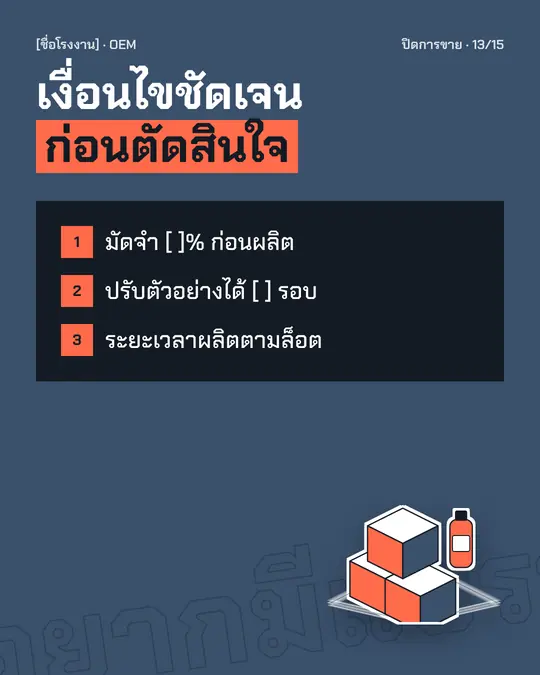 [ชื่อโรงงาน] · OEM
ปิดการขาย · 13/15
เงื่อนไขชัดเจน
ก่อนตัดสินใจ
1 มัดจำ [ ]% ก่อนผลิต
2 ปรับตัวอย่างได้ [ ] รอบ
3 ระยะเวลาผลิตตามล็อต